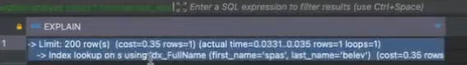 Enter a SQL expression to filter results (use Ctrl+Space)
EXPLAIN
1
-> Limit: 200 row(s) (cost=0.35 rows=1) (actual time=0.0331..0.035 rows=1 loops=1)
-> Index lookup on s using idx_FullName (first_name='spas', last_name='belev') (cost=0.35 rows